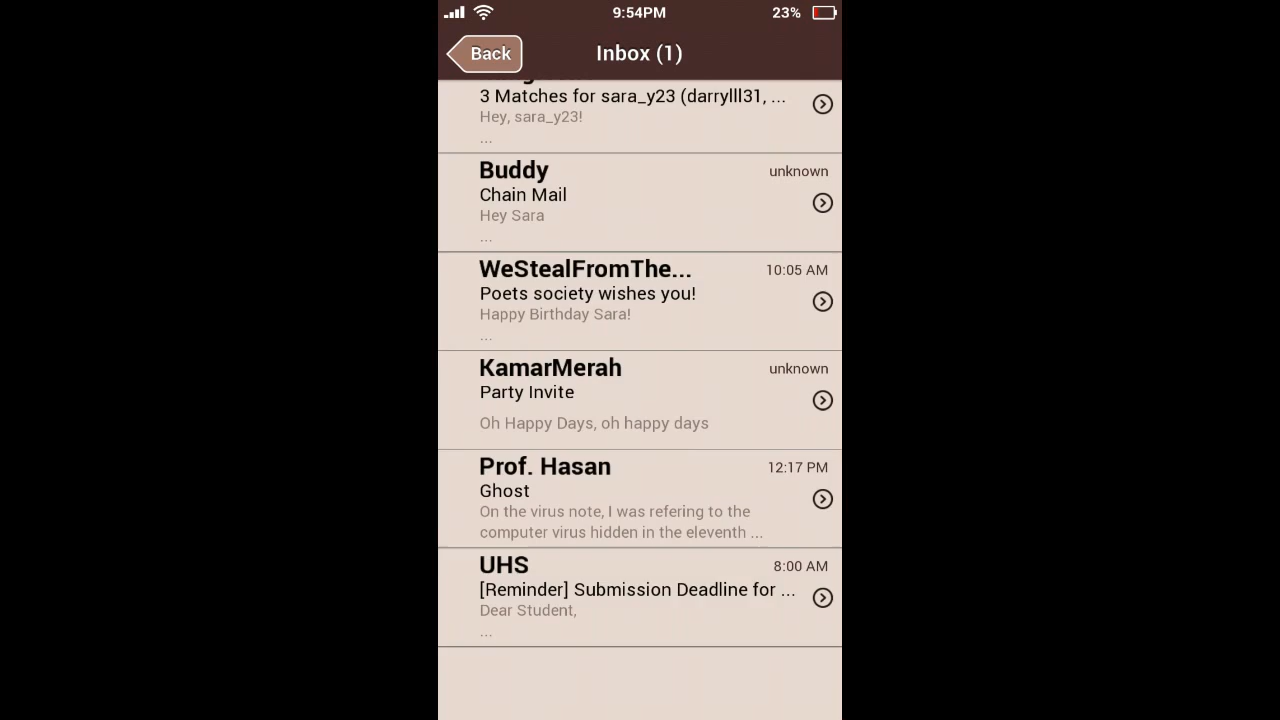 9:54PM
23%
Back
Inbox (1)
3 Matches for sara_y23 (darrylll31, ...
Hey, sara_y23!
...
Buddy
unknown
Chain Mail
Hey Sara
...
WeStealFromThe...
10:05 AM
Poets society wishes you!
Happy Birthday Sara!
...
KamarMerah
unknown
Party Invite
Oh Happy Days, oh happy days
Prof. Hasan
12:17 PM
Ghost
On the virus note, I was refering to the
computer virus hidden in the eleventh ...
UHS
8:00 AM
[Reminder] Submission Deadline for ...
Dear Student,
...